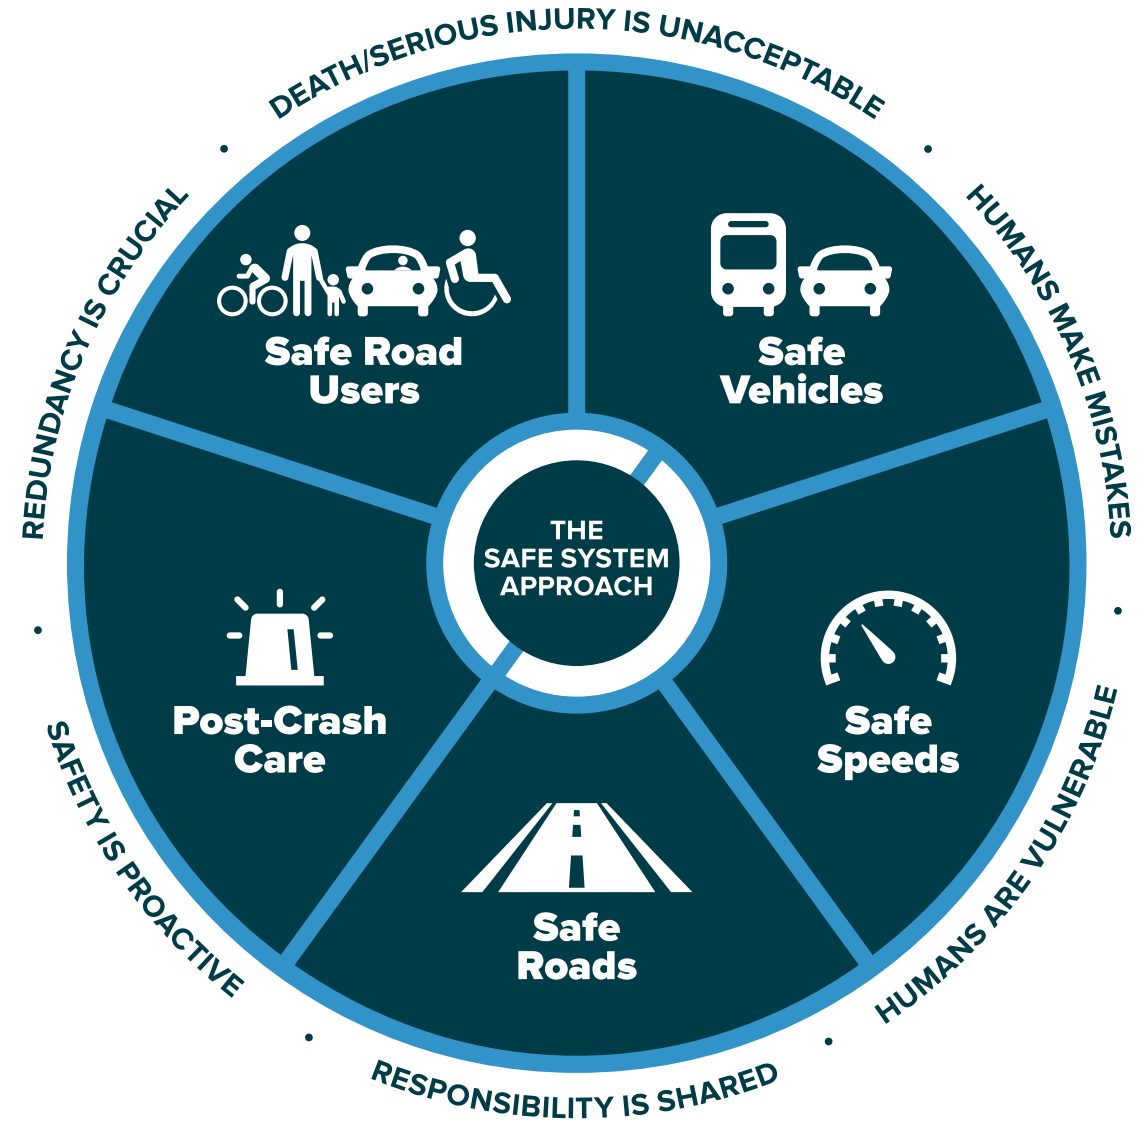 DEATH/SERIOUS INJURY IS UNACCEPTABLE
HUMANS MAKE MISTAKES
HUMANS ARE VULNERABLE
RESPONSIBILITY IS SHARED
SAFETY IS PROACTIVE
REDUNDANCY IS CRUCIAL
Safe Road
Users
Safe
Vehicles
Safe
Speeds
Safe
Roads
Post-Crash
Care
THE
SAFE SYSTEM
APPROACH